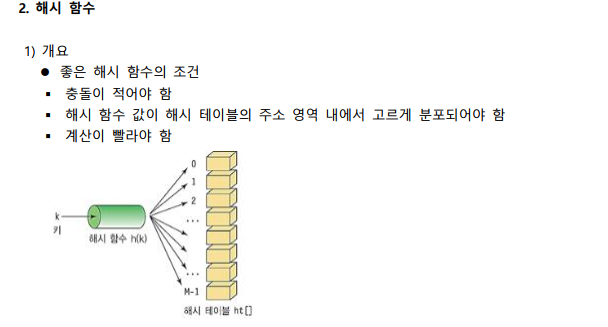 2. 해시 함수
1) 개요
● 좋은 해시 함수의 조건
▪ 충돌이 적어야 함
▪ 해시 함수 값이 해시 테이블의 주소 영역 내에서 고르게 분포되어야 함
▪ 계산이 빨라야 함
0
1
2
...
k
키
해시 함수 h(k)
...
M-1
해시 테이블 ht[]